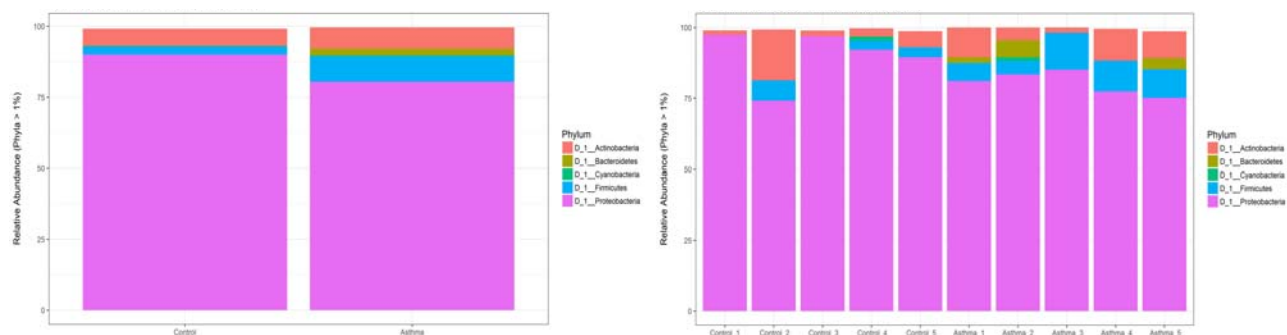 Relative Abundance (Phyla > 1%)
100
75
50
25
0
Control
Asthma
Phylum
D_1__Actinobacteria
D_1__Bacteroidetes
D_1__Cyanobacteria
D_1__Firmicutes
D_1__Proteobacteria
Relative Abundance (Phyla > 1%)
100
75
50
25
0
Control_1 Control_2 Control_3 Control_4 Control_5 Asthma_1 Asthma_2 Asthma_3 Asthma_4 Asthma_5
Phylum
D_1__Actinobacteria
D_1__Bacteroidetes
D_1__Cyanobacteria
D_1__Firmicutes
D_1__Proteobacteria